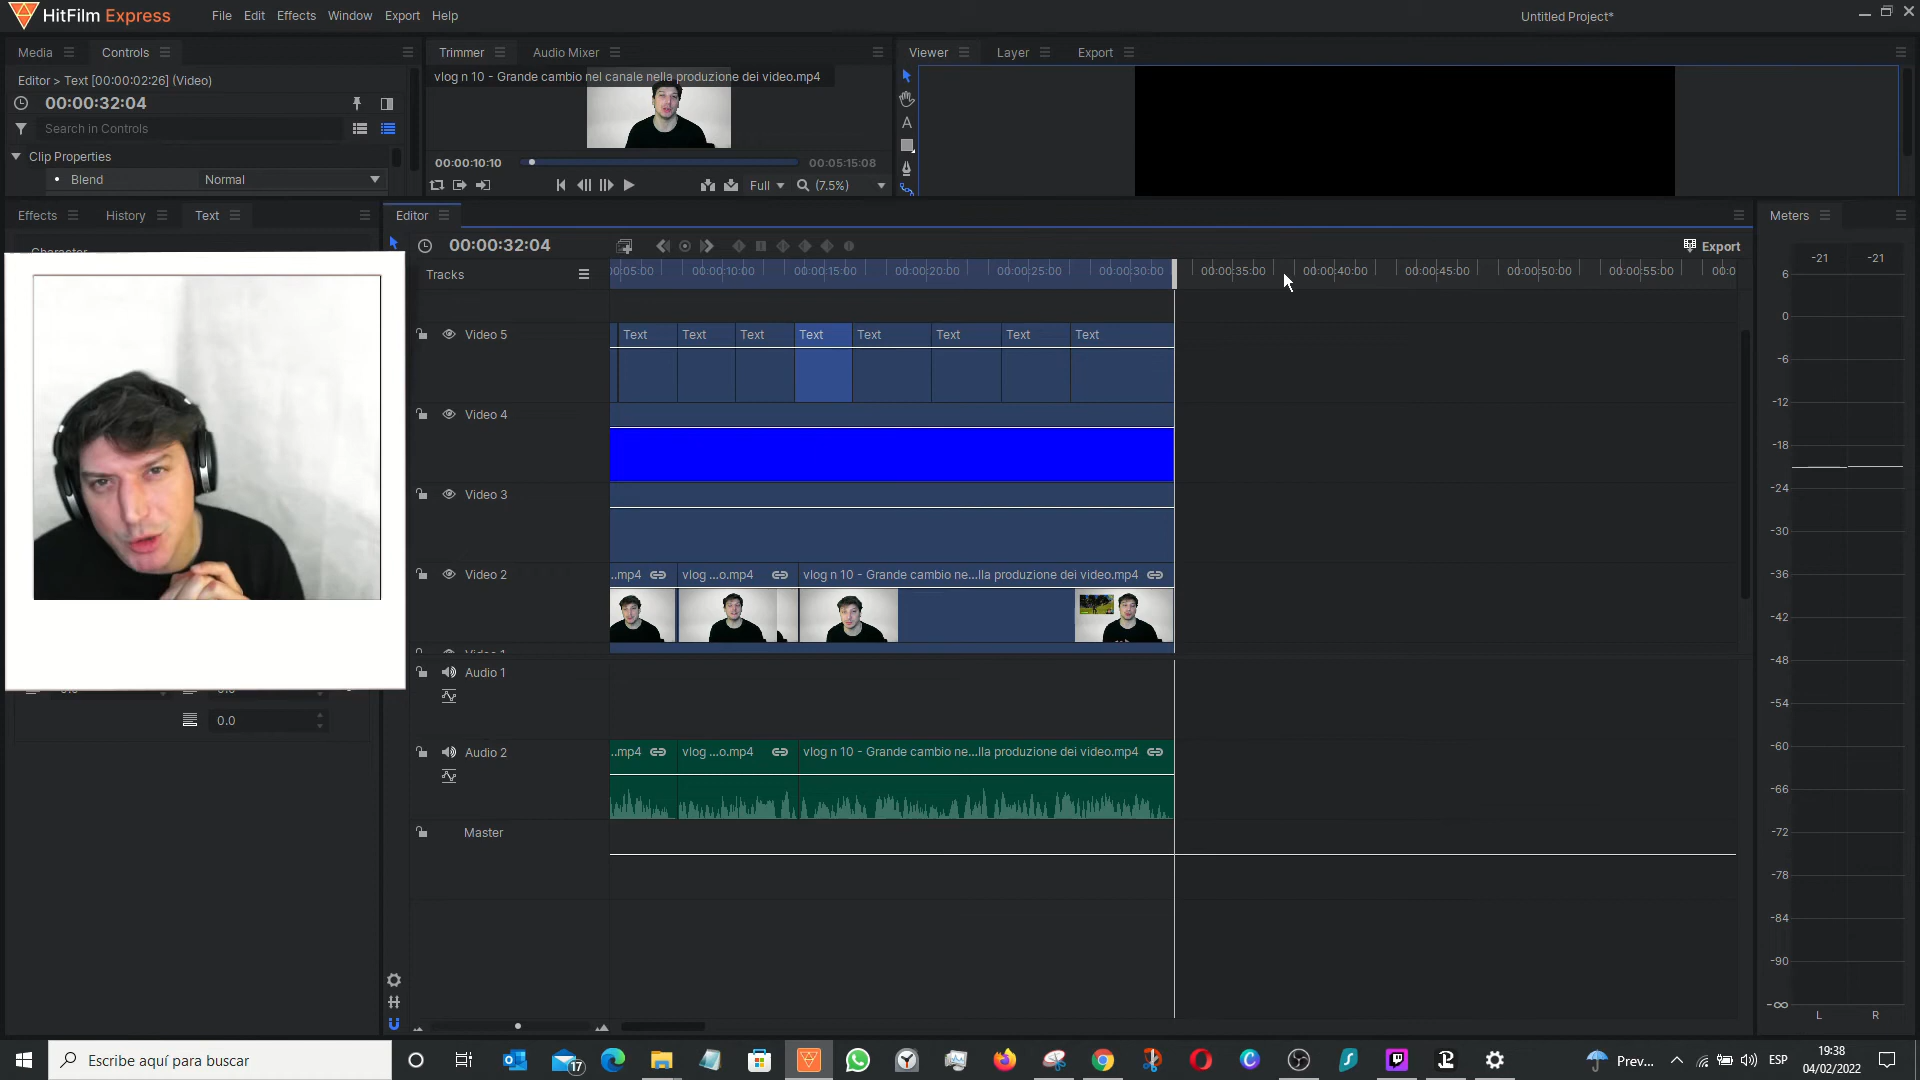 HitFilm Express
File Edit Effects Window Export Help
Untitled Project*
Media Controls
Trimmer Audio Mixer
Viewer Layer Export
Editor > Text [00:00:02:26] (Video)
00:00:32:04
Search in Controls
Clip Properties
Blend Normal
vlog n 10 - Grande cambio nel canale nella produzione dei video.mp4
00:00:10:10
00:05:15:08
Full (7.5%)
Effects History Text
Editor
Meters
00:00:32:04
Export
Tracks
00:00:10:00 00:00:15:00 00:00:20:00 00:00:25:00 00:00:30:00 00:00:35:00 00:00:40:00 00:00:45:00 00:00:50:00 00:00:55:00
Video 5
Text Text Text Text Text Text Text Text
Video 4
Video 3
Video 2
...mp4 vlog ...o.mp4 vlog n 10 - Grande cambio ne...lla produzione dei video.mp4
Audio 1
Audio 2
...mp4 vlog ...o.mp4 vlog n 10 - Grande cambio ne...lla produzione dei video.mp4
Master
0.0
-21 -21
6
0
-6
-12
-18
-24
-30
-36
-42
-48
-54
-60
-66
-72
-78
-84
-90
-∞
L R
Escribe aquí para buscar
17
Prev...
ESP
19:38
04/02/2022